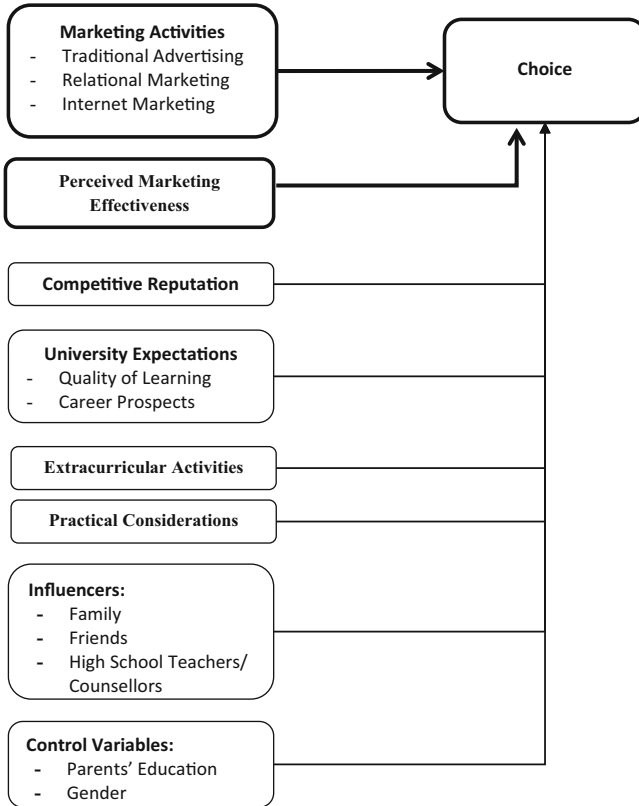 Marketing Activities
- Traditional Advertising
- Relational Marketing
- Internet Marketing
Choice
Perceived Marketing
Effectiveness
Competitive Reputation
University Expectations
- Quality of Learning
- Career Prospects
Extracurricular Activities
Practical Considerations
Influencers:
- Family
- Friends
- High School Teachers/
Counsellors
Control Variables:
- Parents’ Education
- Gender